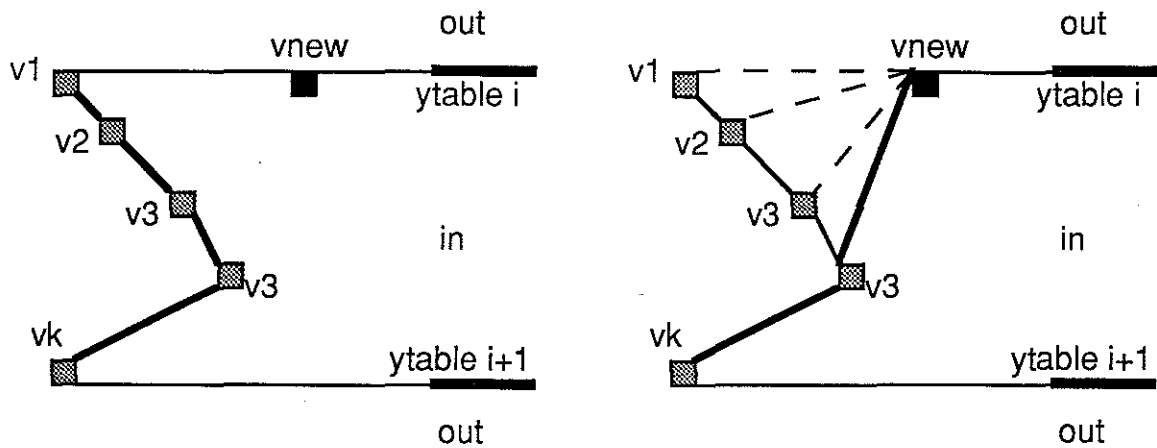 out
vnew
v1
ytable i
v2
v3
in
v3
vk
ytable i+1
out
out
vnew
v1
ytable i
v2
v3
in
v3
vk
ytable i+1
out